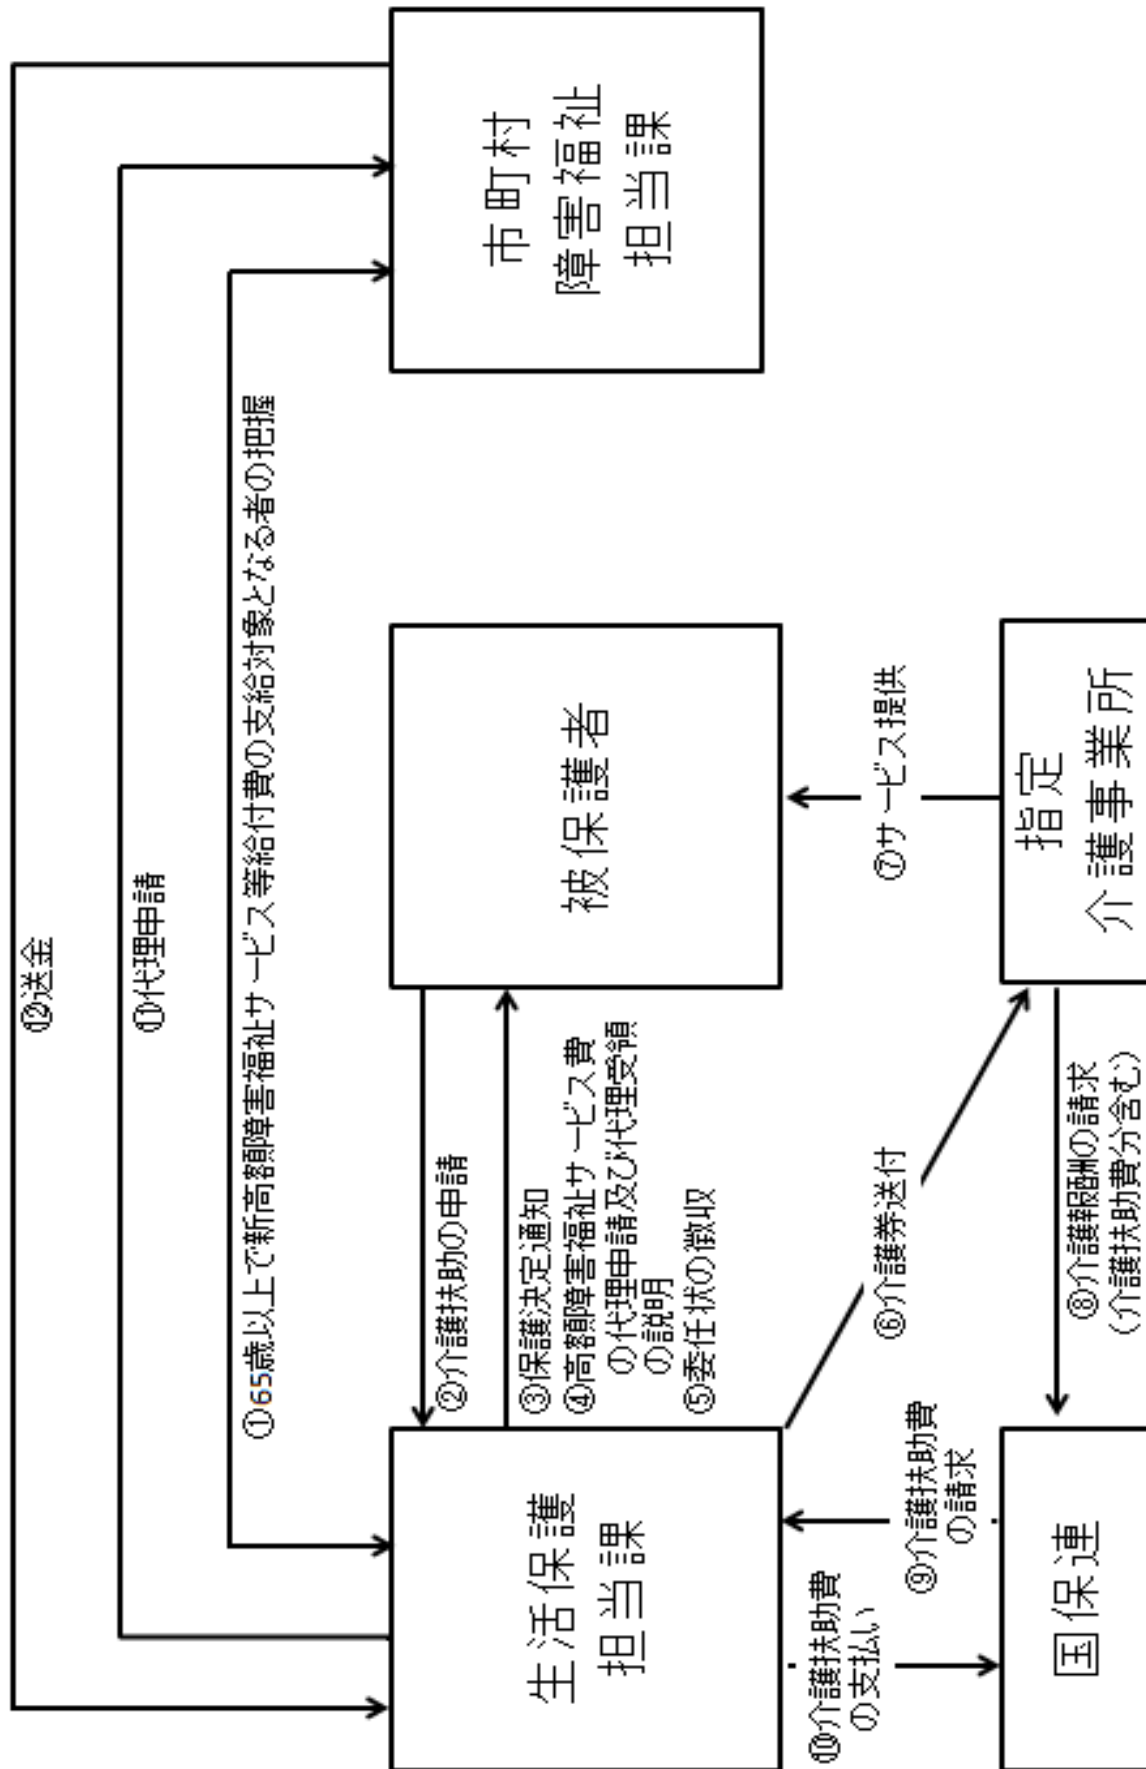 ⑫送金
⑪代理申請
①65歳以上で新高額障害福祉サービス等給付費の支給対象となる者の把握
生活保護
担当課
②介護扶助の申請
③保護決定通知
④高額障害福祉サービス費
の代理申請及び代理受領
の説明
⑤委任状の徴収
被保護者
市町村
障害福祉
担当課
⑩介護扶助費
の支払い
⑨介護扶助費
の請求
⑥介護券送付
⑦サービス提供
国保連
⑧介護報酬の請求
(介護扶助費分含む)
指定
介護事業所